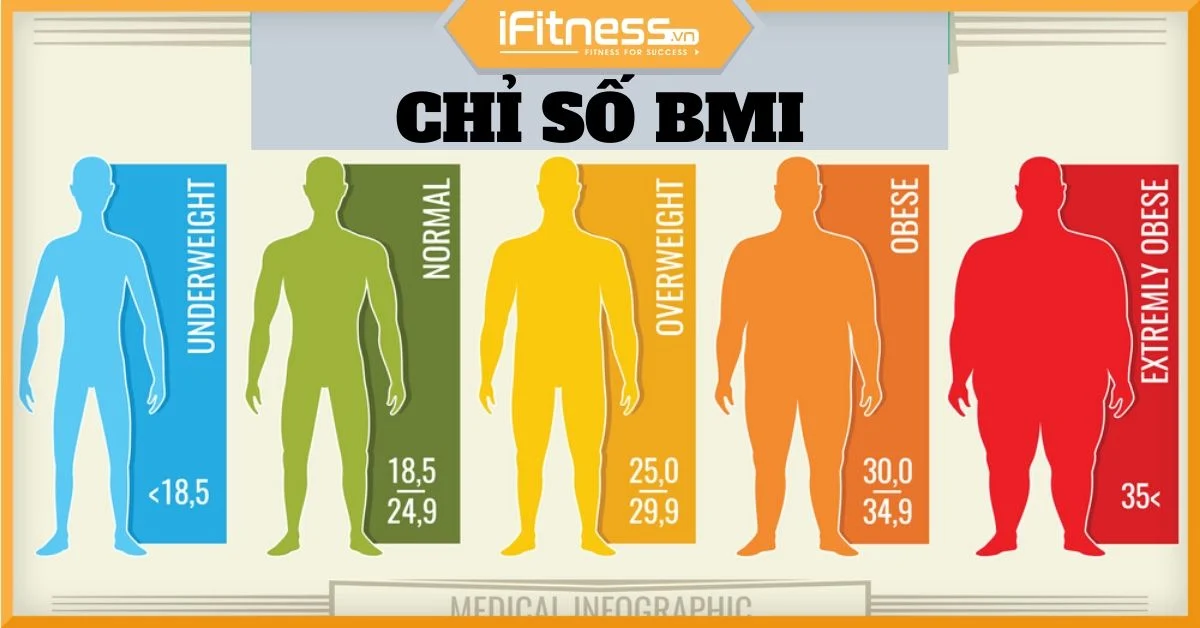 iFitness.vn
FITNESS FOR SUCCESS
CHỈ SỐ BMI
UNDERWEIGHT
<18,5
NORMAL
18,5
24,9
OVERWEIGHT
25,0
29,9
OBESE
30,0
34,9
EXTREMLY OBESE
35<
MEDICAL INFOGRAPHIC